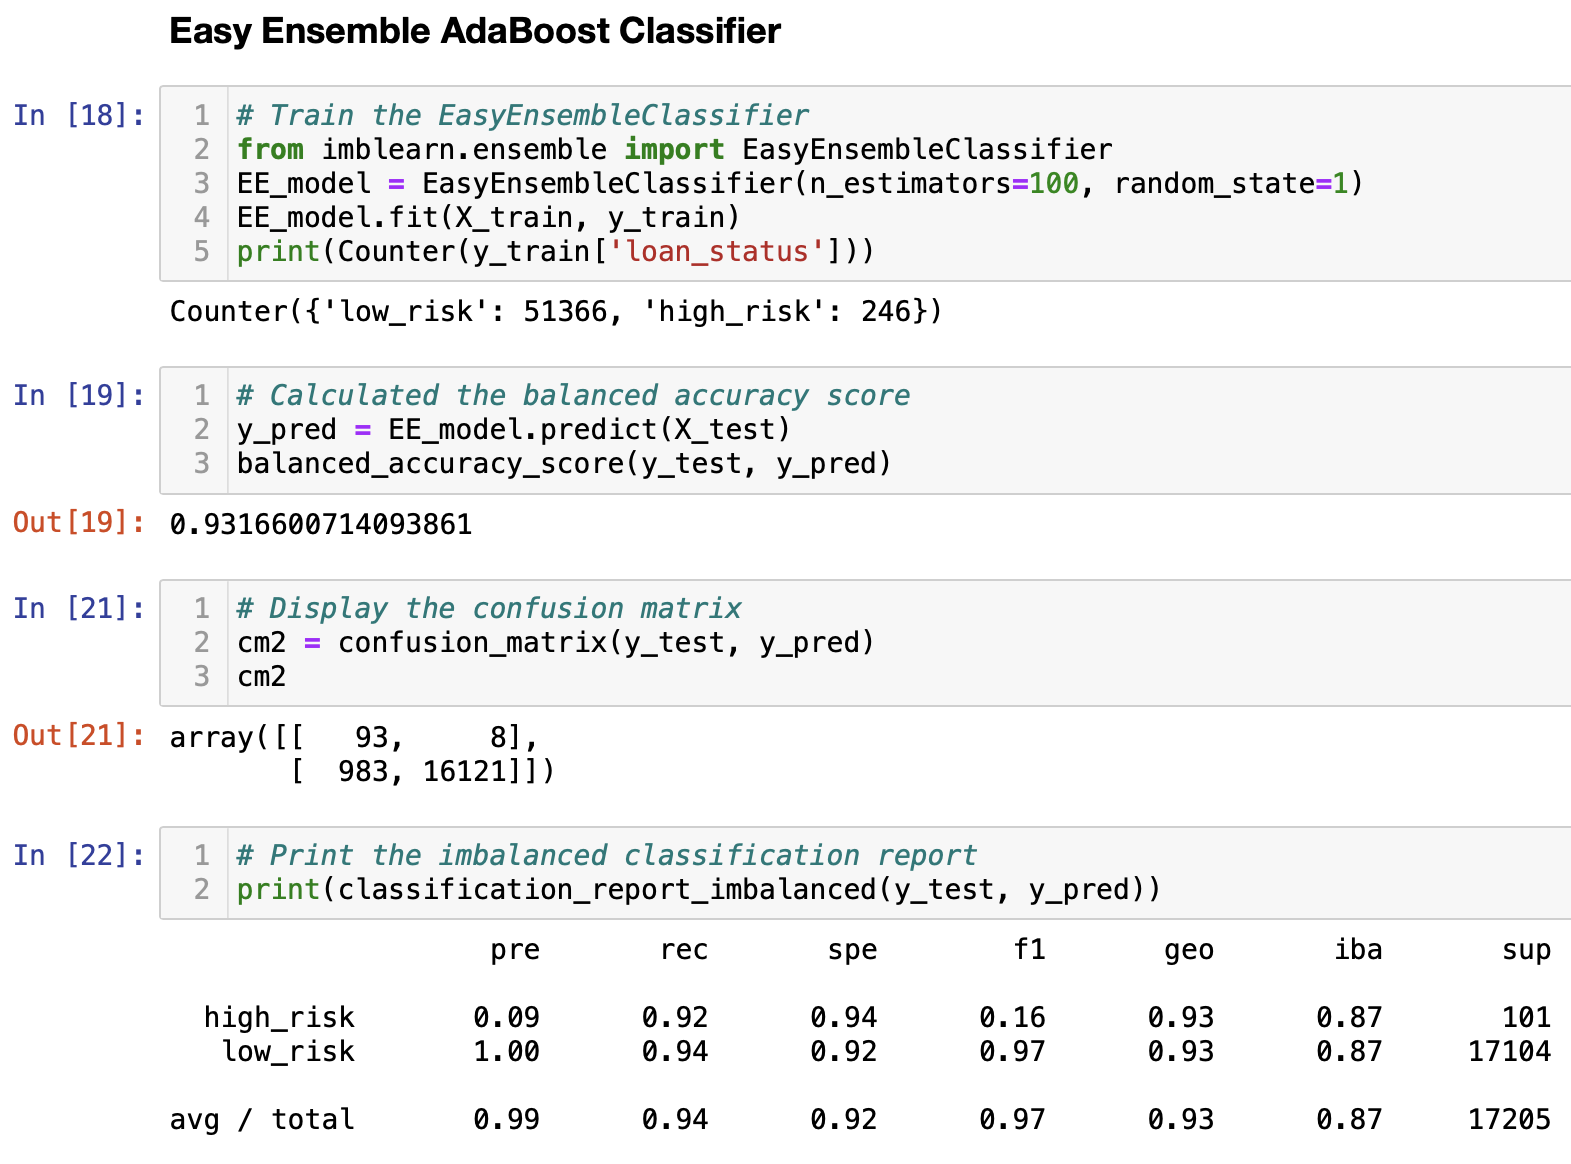 Easy Ensemble AdaBoost Classifier
In [18]:
1 # Train the EasyEnsembleClassifier
2 from imblearn.ensemble import EasyEnsembleClassifier
3 EE_model = EasyEnsembleClassifier(n_estimators=100, random_state=1)
4 EE_model.fit(X_train, y_train)
5 print(Counter(y_train['loan_status']))
Counter({'low_risk': 51366, 'high_risk': 246})
In [19]:
1 # Calculated the balanced accuracy score
2 y_pred = EE_model.predict(X_test)
3 balanced_accuracy_score(y_test, y_pred)
Out[19]: 0.9316600714093861
In [21]:
1 # Display the confusion matrix
2 cm2 = confusion_matrix(y_test, y_pred)
3 cm2
Out[21]: array([[   93,     8],
[  983, 16121]])
In [22]:
1 # Print the imbalanced classification report
2 print(classification_report_imbalanced(y_test, y_pred))
pre rec spe f1 geo iba sup
high_risk 0.09 0.92 0.94 0.16 0.93 0.87 101
low_risk 1.00 0.94 0.92 0.97 0.93 0.87 17104
avg / total 0.99 0.94 0.92 0.97 0.93 0.87 17205